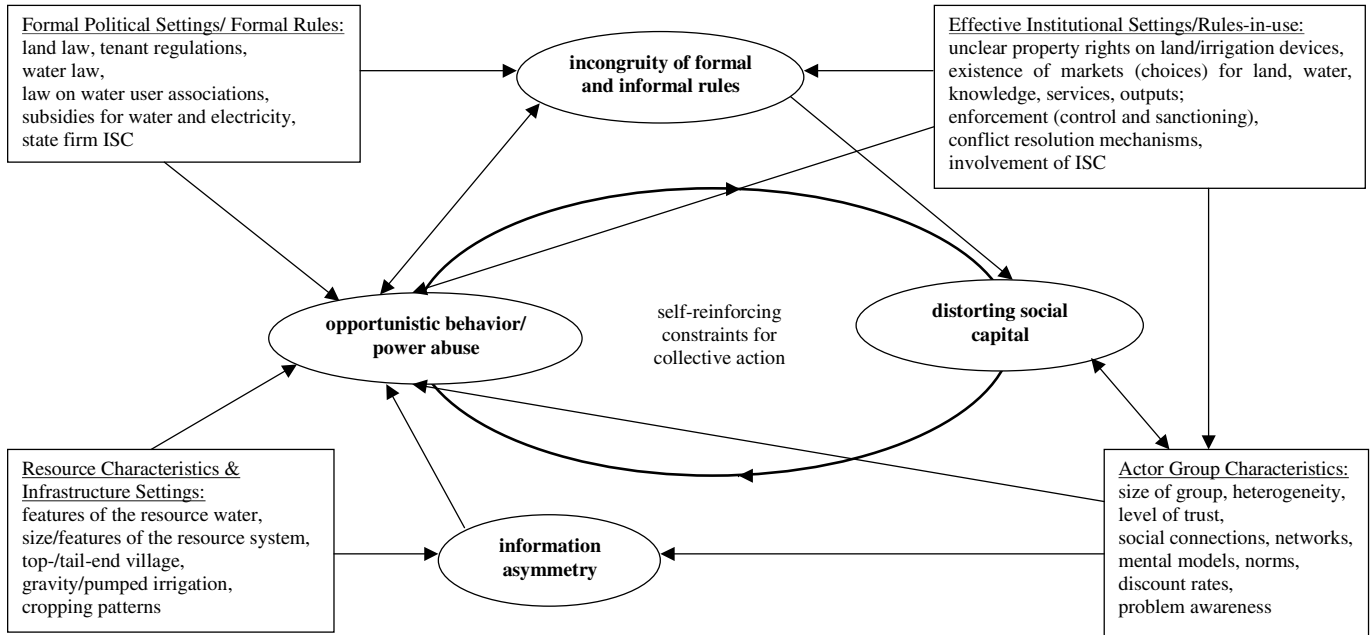 Formal Political Settings/ Formal Rules:
land law, tenant regulations,
water law,
law on water user associations,
subsidies for water and electricity,
state firm ISC
incongruity of formal
and informal rules
Effective Institutional Settings/Rules-in-use:
unclear property rights on land/irrigation devices,
existence of markets (choices) for land, water,
knowledge, services, outputs;
enforcement (control and sanctioning),
conflict resolution mechanisms,
involvement of ISC
opportunistic behavior/
power abuse
self-reinforcing
constraints for
collective action
distorting social
capital
Resource Characteristics &
Infrastructure Settings:
features of the resource water,
size/features of the resource system,
top-/tail-end village,
gravity/pumped irrigation,
cropping patterns
information
asymmetry
Actor Group Characteristics:
size of group, heterogeneity,
level of trust,
social connections, networks,
mental models, norms,
discount rates,
problem awareness